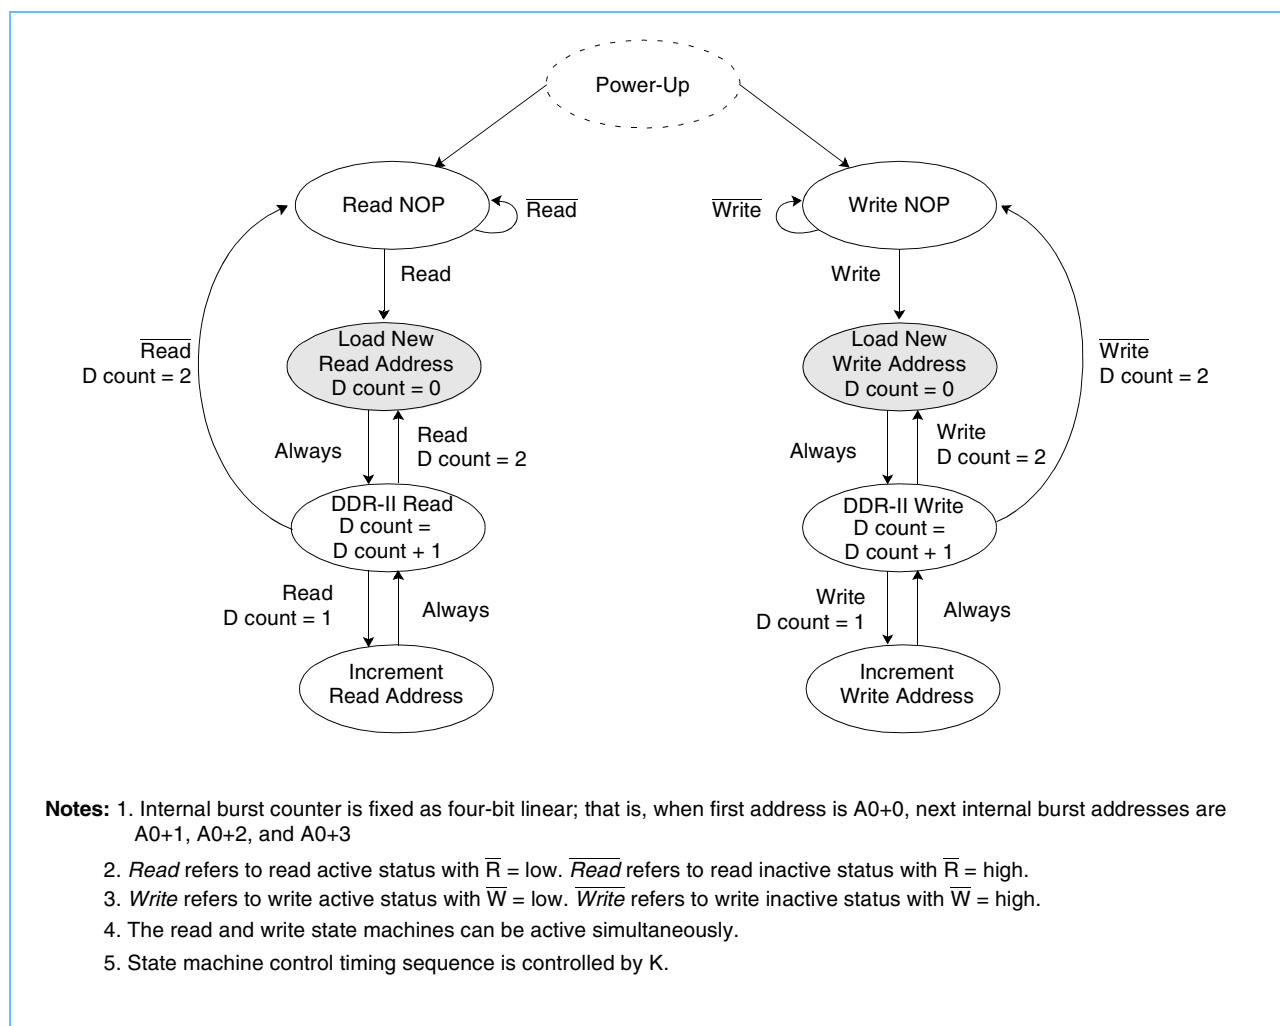 Power-Up
Read NOP
R̅e̅a̅d̅
W̅r̅i̅t̅e̅
Write NOP
Read
Write
Load New
Read Address
D count = 0
Load New
Write Address
D count = 0
R̅e̅a̅d̅
D count = 2
W̅r̅i̅t̅e̅
D count = 2
Always
Read
D count = 2
Always
Write
D count = 2
DDR-II Read
D count =
D count + 1
DDR-II Write
D count =
D count + 1
Read
D count = 1
Always
Write
D count = 1
Always
Increment
Read Address
Increment
Write Address
Notes: 1. Internal burst counter is fixed as four-bit linear; that is, when first address is A0+0, next internal burst addresses are
A0+1, A0+2, and A0+3
2. Read refers to read active status with R̅ = low. R̅e̅a̅d̅ refers to read inactive status with R̅ = high.
3. Write refers to write active status with W̅ = low. W̅r̅i̅t̅e̅ refers to write inactive status with W̅ = high.
4. The read and write state machines can be active simultaneously.
5. State machine control timing sequence is controlled by K.